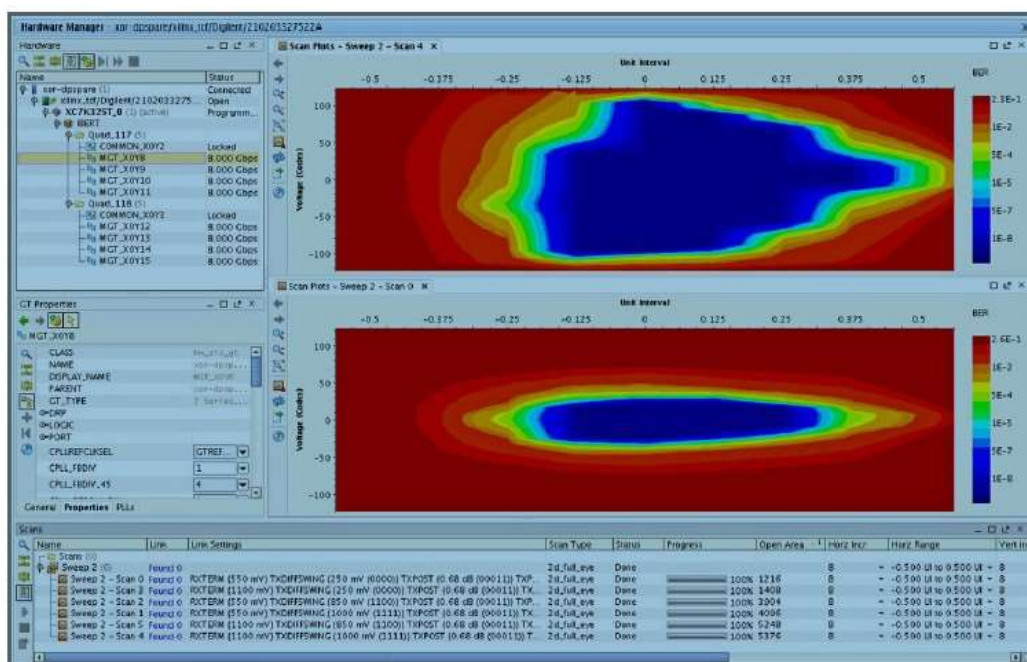 Hardware Manager - xor-dpspare/xilinx_tcf/Digilent/210203327522A
Hardware
Name Status
xor-dpspare (1) Connected
xilinx_tcf/Digilent/2102033275... Open
XC7K325T_0 (1) (active) Programm...
IBERT
Quad_117 (5)
COMMON_X0Y2 Locked
MGT_X0Y8 8.000 Gbps
MGT_X0Y9 8.000 Gbps
MGT_X0Y10 8.000 Gbps
MGT_X0Y11 8.000 Gbps
Quad_118 (5)
COMMON_X0Y3 Locked
MGT_X0Y12 8.000 Gbps
MGT_X0Y13 8.000 Gbps
MGT_X0Y14 8.000 Gbps
MGT_X0Y15 8.000 Gbps
GT Properties
MGT_X0Y8
CLASS
NAME xor-dpsp...
DISPLAY_NAME MGT_X0Y8
PARENT xor-dpsp...
GT_TYPE 7 Series...
DRP
LOGIC
PORT
CPLLREFCLKSEL GTREF...
CPLL_FBDIV 1
CPLL_FBDIV_45 4
General Properties PLLs
Scan Plots - Sweep 2 - Scan 4
Unit Interval
-0.5 -0.375 -0.25 -0.125 0 0.125 0.25 0.375 0.5
BER
Voltage (Codes)
100
50
0
-50
-100
2.3E-1
1E-2
5E-4
1E-5
5E-7
1E-8
Scan Plots - Sweep 2 - Scan 0
Unit Interval
-0.5 -0.375 -0.25 -0.125 0 0.125 0.25 0.375 0.5
BER
Voltage (Codes)
100
50
0
-50
-100
2.6E-1
1E-2
5E-4
1E-5
5E-7
1E-8
Scans
Name Link Link Settings Scan Type Status Progress Open Area 1 Horz Incr Horz Range Vert In
Scans (0)
Sweep 2 (6) Found 0 2d_full_eye Done
Sweep 2 - Scan 0 Found 0 RXTERM (550 mV) TXDIFFSWING (250 mV (0000)) TXPOST (0.68 dB (00011)) TXP... 2d_full_eye Done 100% 1216 8 -0.500 UI to 0.500 UI 8
Sweep 2 - Scan 3 Found 0 RXTERM (1100 mV) TXDIFFSWING (250 mV (0000)) TXPOST (0.68 dB (00011)) T... 2d_full_eye Done 100% 1408 8 -0.500 UI to 0.500 UI 8
Sweep 2 - Scan 2 Found 0 RXTERM (550 mV) TXDIFFSWING (850 mV (1100)) TXPOST (0.68 dB (00011)) TXP... 2d_full_eye Done 100% 3904 8 -0.500 UI to 0.500 UI 8
Sweep 2 - Scan 1 Found 0 RXTERM (550 mV) TXDIFFSWING (1000 mV (1111)) TXPOST (0.68 dB (00011)) TX... 2d_full_eye Done 100% 4096 8 -0.500 UI to 0.500 UI 8
Sweep 2 - Scan 5 Found 0 RXTERM (1100 mV) TXDIFFSWING (850 mV (1100)) TXPOST (0.68 dB (00011)) T... 2d_full_eye Done 100% 5248 8 -0.500 UI to 0.500 UI 8
Sweep 2 - Scan 4 Found 0 RXTERM (1100 mV) TXDIFFSWING (1000 mV (1111)) TXPOST (0.68 dB (00011)) T... 2d_full_eye Done 100% 5376 8 -0.500 UI to 0.500 UI 8